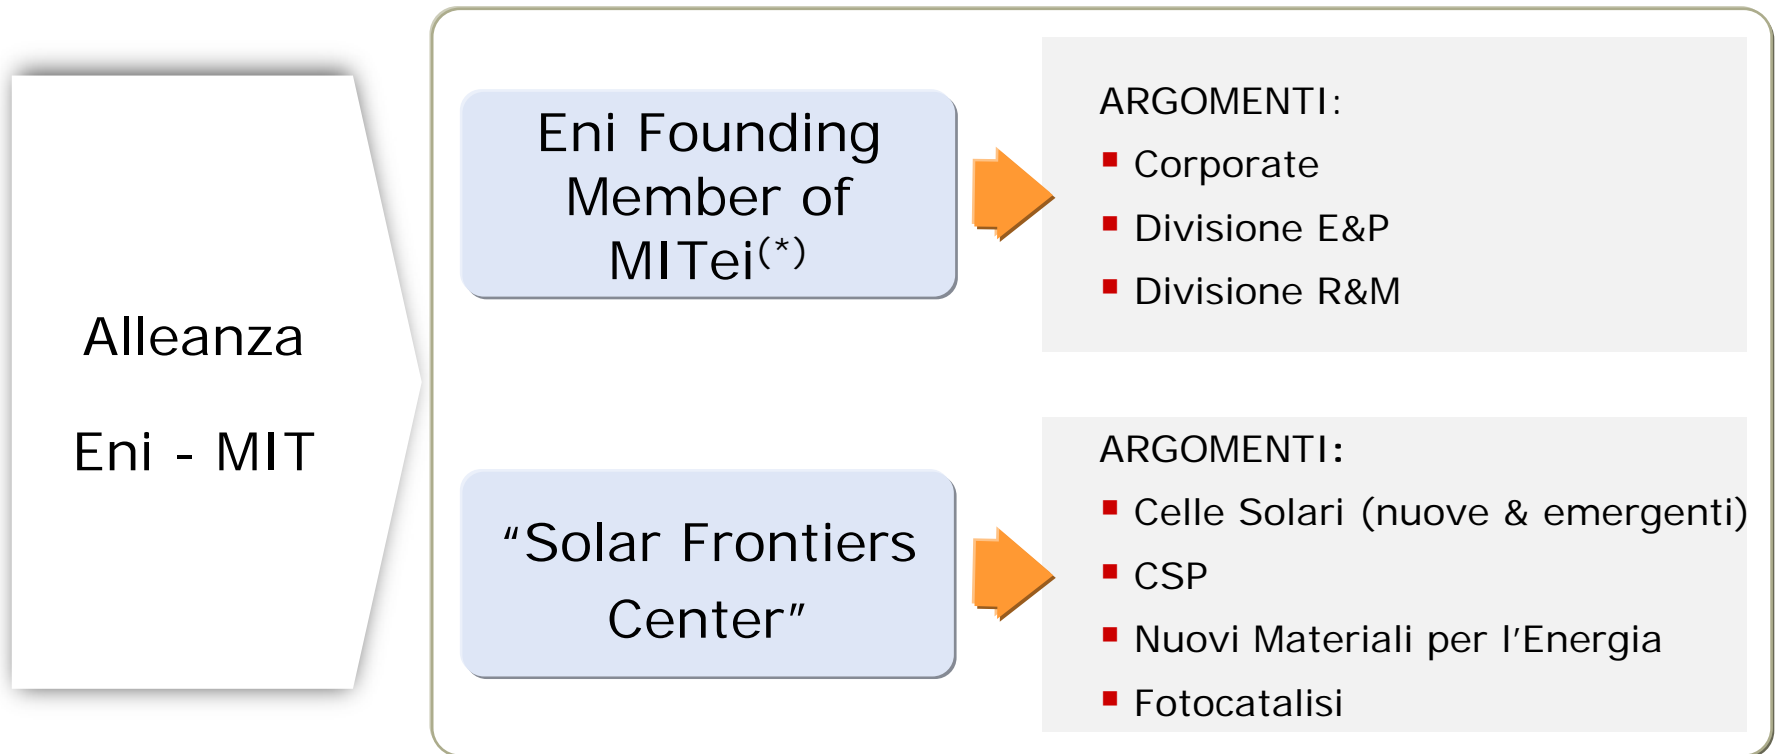 Alleanza
Eni - MIT
Eni Founding
Member of
MITei(*)
ARGOMENTI:
▪ Corporate
▪ Divisione E&P
▪ Divisione R&M
“Solar Frontiers
Center”
ARGOMENTI:
▪ Celle Solari (nuove & emergenti)
▪ CSP
▪ Nuovi Materiali per l’Energia
▪ Fotocatalisi